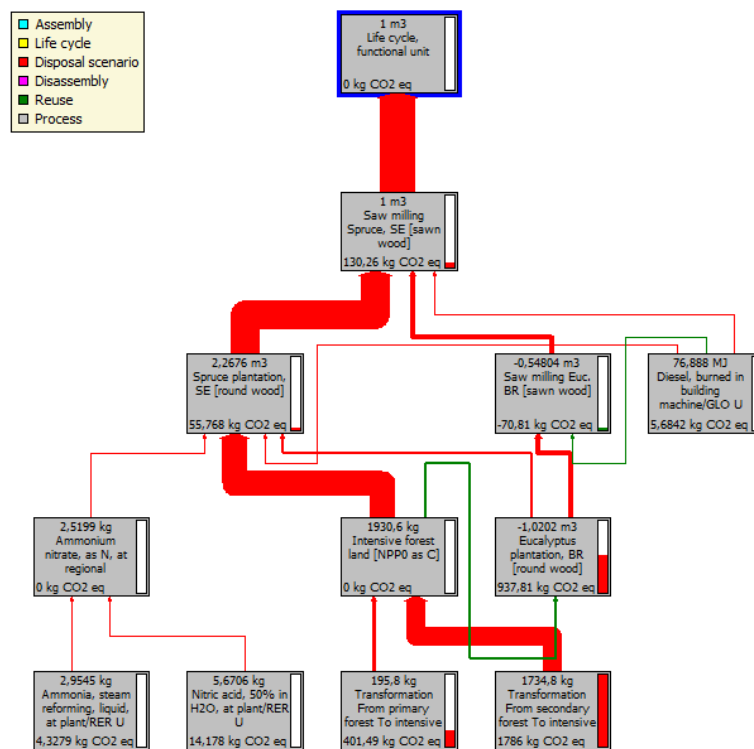 Assembly
Life cycle
Disposal scenario
Disassembly
Reuse
Process
1 m3
Life cycle,
functional unit
0 kg CO2 eq
1 m3
Saw milling
Spruce, SE [sawn
wood]
130,26 kg CO2 eq
2,2676 m3
Spruce plantation,
SE [round wood]
55,768 kg CO2 eq
-0,54804 m3
Saw milling Euc.
BR [sawn wood]
-70,81 kg CO2 eq
76,888 MJ
Diesel, burned in
building
machine/GLO U
5,6842 kg CO2 eq
2,5199 kg
Ammonium
nitrate, as N, at
regional
0 kg CO2 eq
1930,6 kg
Intensive forest
land [NPP0 as C]
0 kg CO2 eq
-1,0202 m3
Eucalyptus
plantation, BR
[round wood]
937,81 kg CO2 eq
2,9545 kg
Ammonia, steam
reforming, liquid,
at plant/RER U
4,3279 kg CO2 eq
5,6706 kg
Nitric acid, 50% in
H2O, at plant/RER
U
14,178 kg CO2 eq
195,8 kg
Transformation
From primary
forest To intensive
401,49 kg CO2 eq
1734,8 kg
Transformation
From secondary
forest To intensive
1786 kg CO2 eq